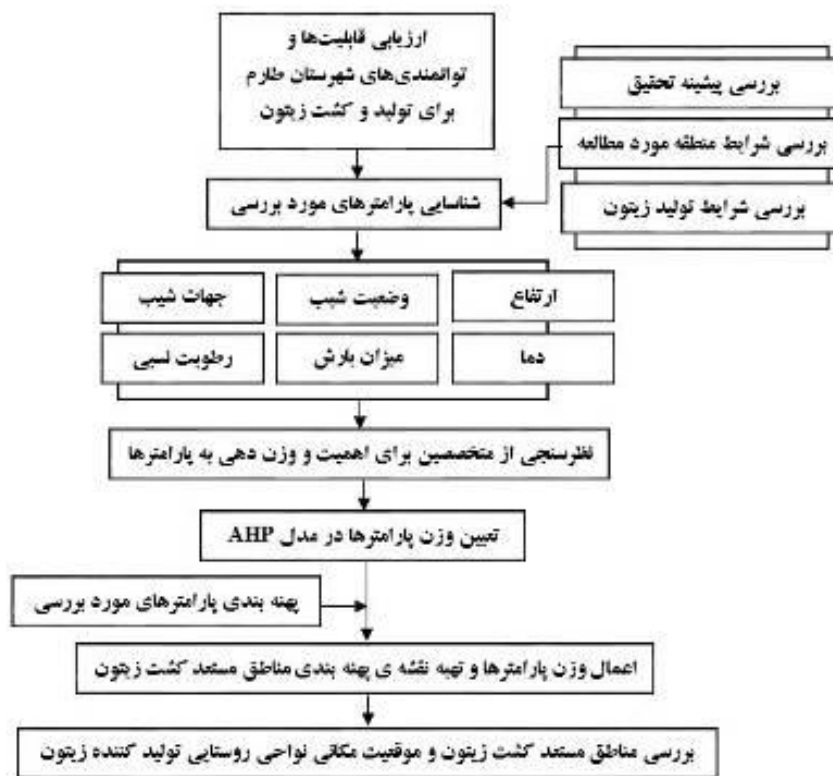 ارزیابی قابلیت‌ها و
توانمندی‌های شهرستان طارم
برای تولید و کشت زیتون
بررسی پیشینه تحقیق
بررسی شرایط منطقه مورد مطالعه
بررسی شرایط تولید زیتون
شناسایی پارامترهای مورد بررسی
ارتفاع
وضعیت شیب
جهات شیب
دما
میزان بارش
رطوبت نسبی
نظرسنجی از متخصصین برای اهمیت و وزن دهی به پارامترها
تعیین وزن پارامترها در مدل AHP
پهنه بندی پارامترهای مورد بررسی
اعمال وزن پارامترها و تهیه نقشه ی پهنه بندی مناطق مستعد کشت زیتون
بررسی مناطق مستعد کشت زیتون و موقعیت مکانی نواحی روستایی تولید کننده زیتون